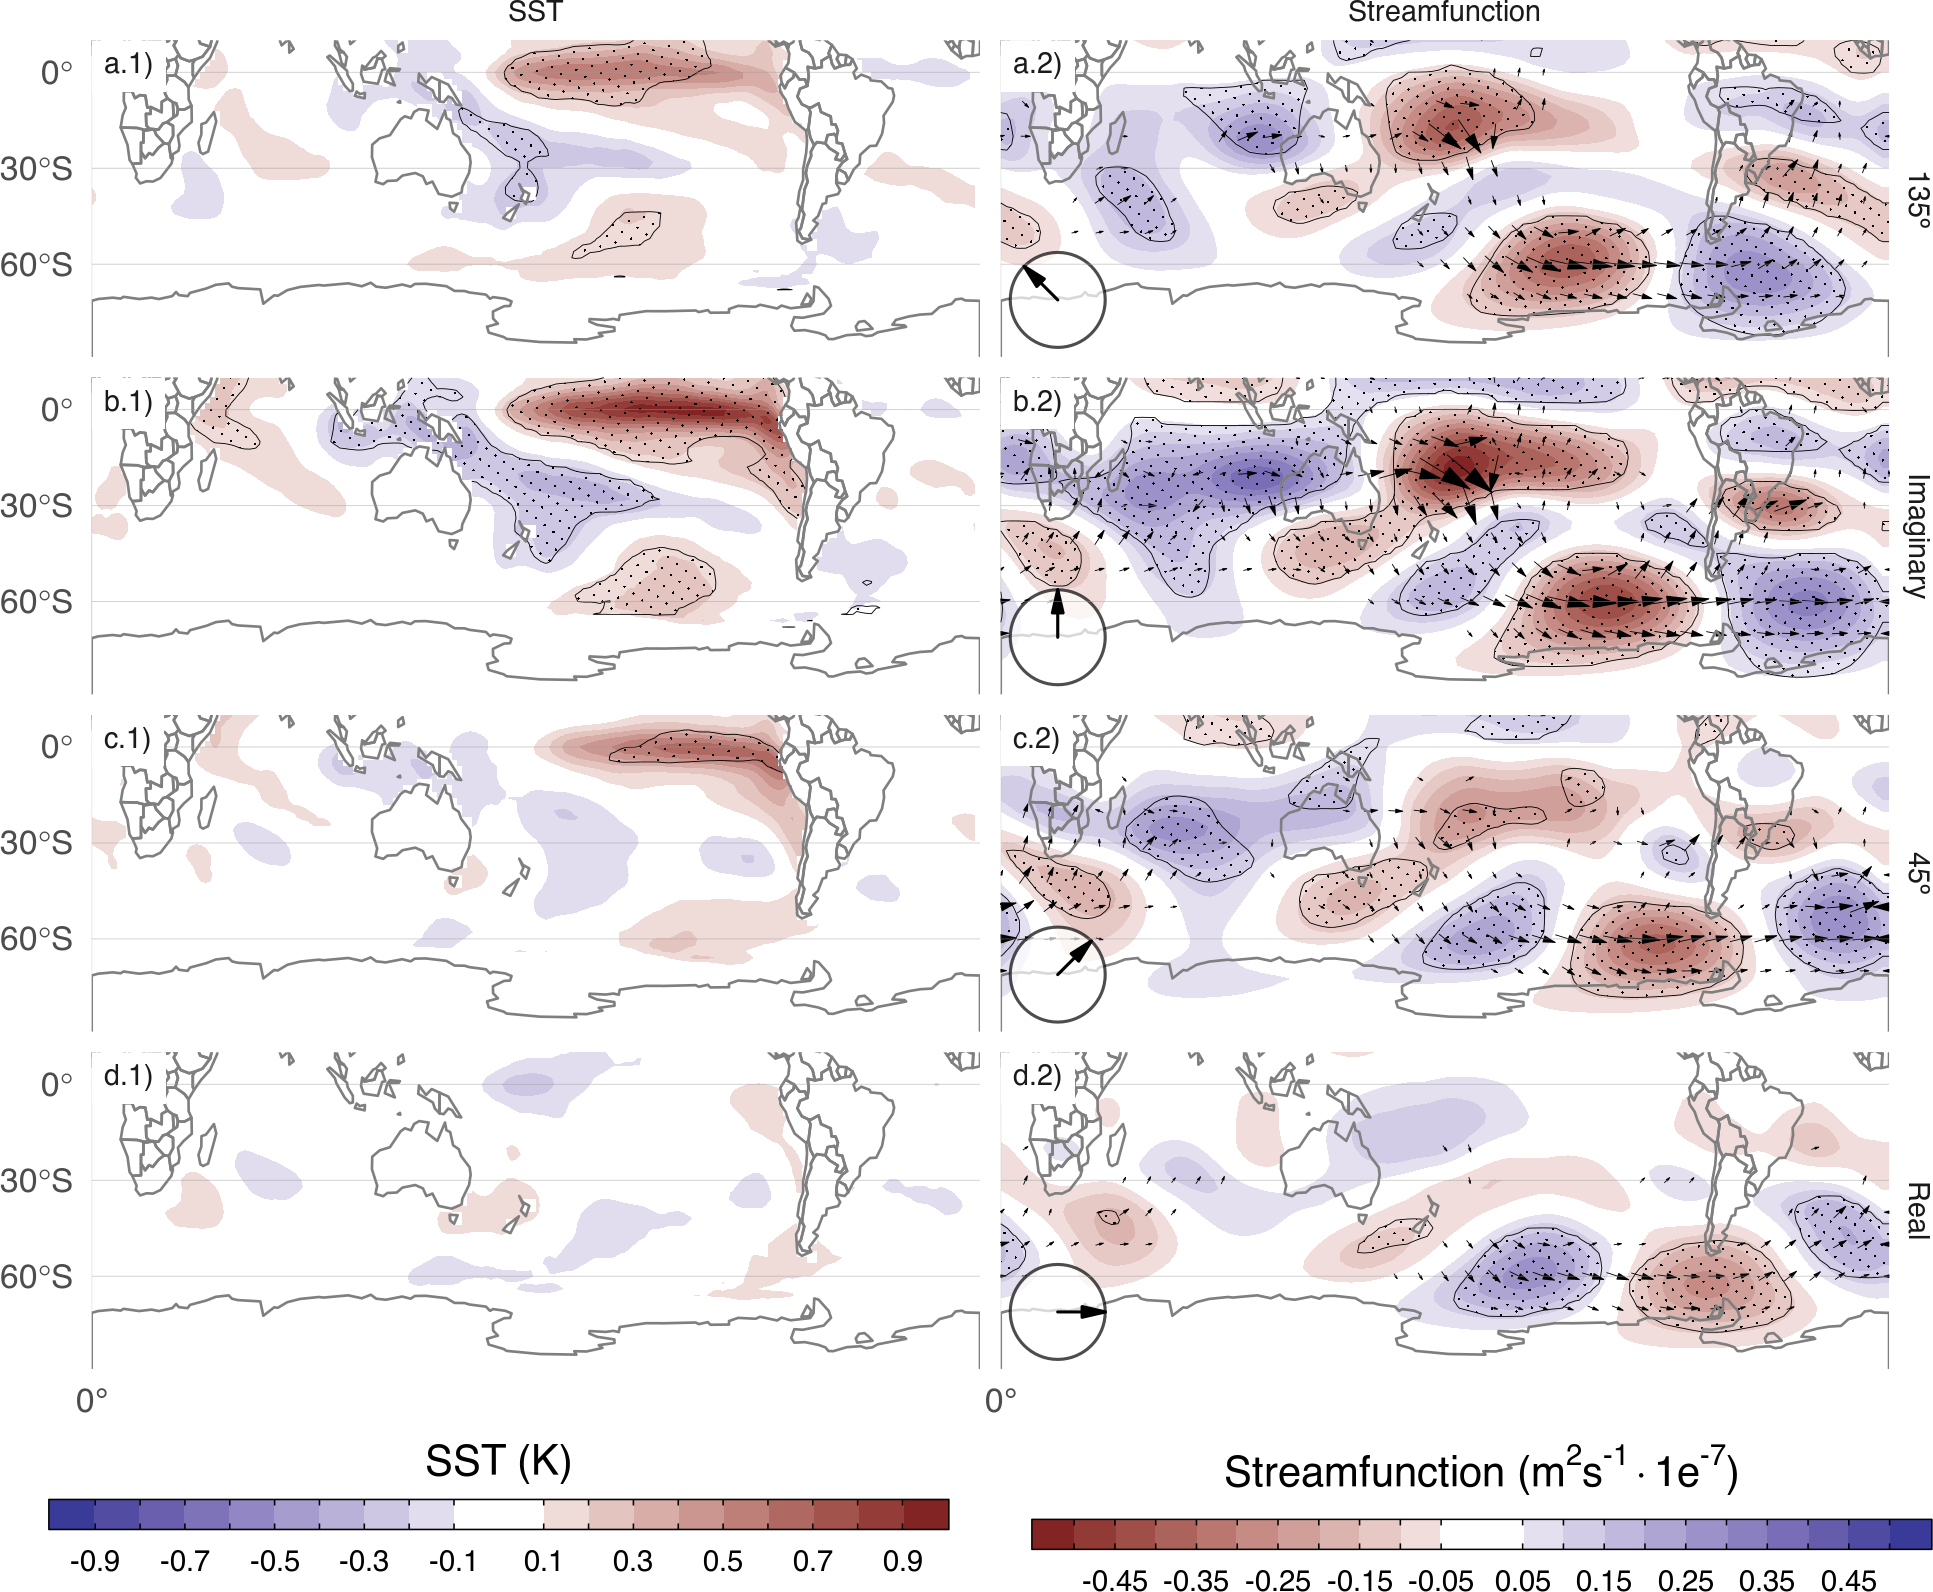 SST Streamfunction
a.1) a.2)
0°
30°S
60°S
135°
b.1) b.2)
0°
30°S
60°S
Imaginary
c.1) c.2)
0°
30°S
60°S
45°
d.1) d.2)
0°
30°S
60°S
Real
0° 0°
SST (K)
-0.9 -0.7 -0.5 -0.3 -0.1 0.1 0.3 0.5 0.7 0.9
Streamfunction (m²s⁻¹ · 1e⁻⁷)
-0.45 -0.35 -0.25 -0.15 -0.05 0.05 0.15 0.25 0.35 0.45